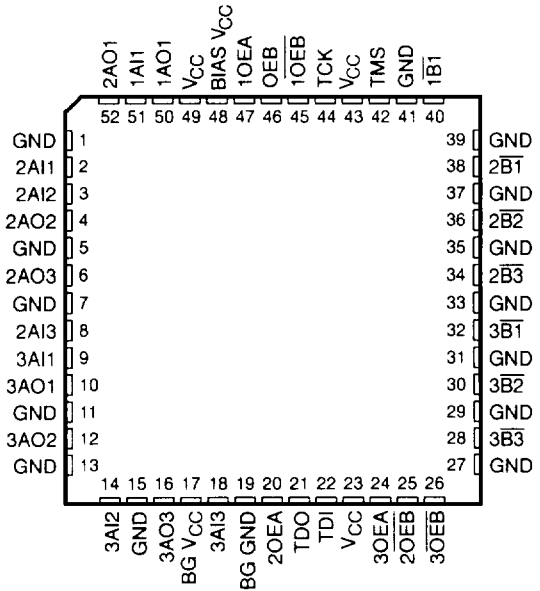 2AO1
1AI1
1AO1
VCC
BIAS VCC
1OEA
OEB
1OEB
TCK
VCC
TMS
GND
1B1
52 51 50 49 48 47 46 45 44 43 42 41 40
GND 1 39 GND
2AI1 2 38 2B1
2AI2 3 37 GND
2AO2 4 36 2B2
GND 5 35 GND
2AO3 6 34 2B3
GND 7 33 GND
2AI3 8 32 3B1
3AI1 9 31 GND
3AO1 10 30 3B2
GND 11 29 GND
3AO2 12 28 3B3
GND 13 27 GND
14 15 16 17 18 19 20 21 22 23 24 25 26
3AI2
GND
3AO3
BG VCC
3AI3
BG GND
2OEA
TDO
TDI
VCC
3OEA
2OEB
3OEB